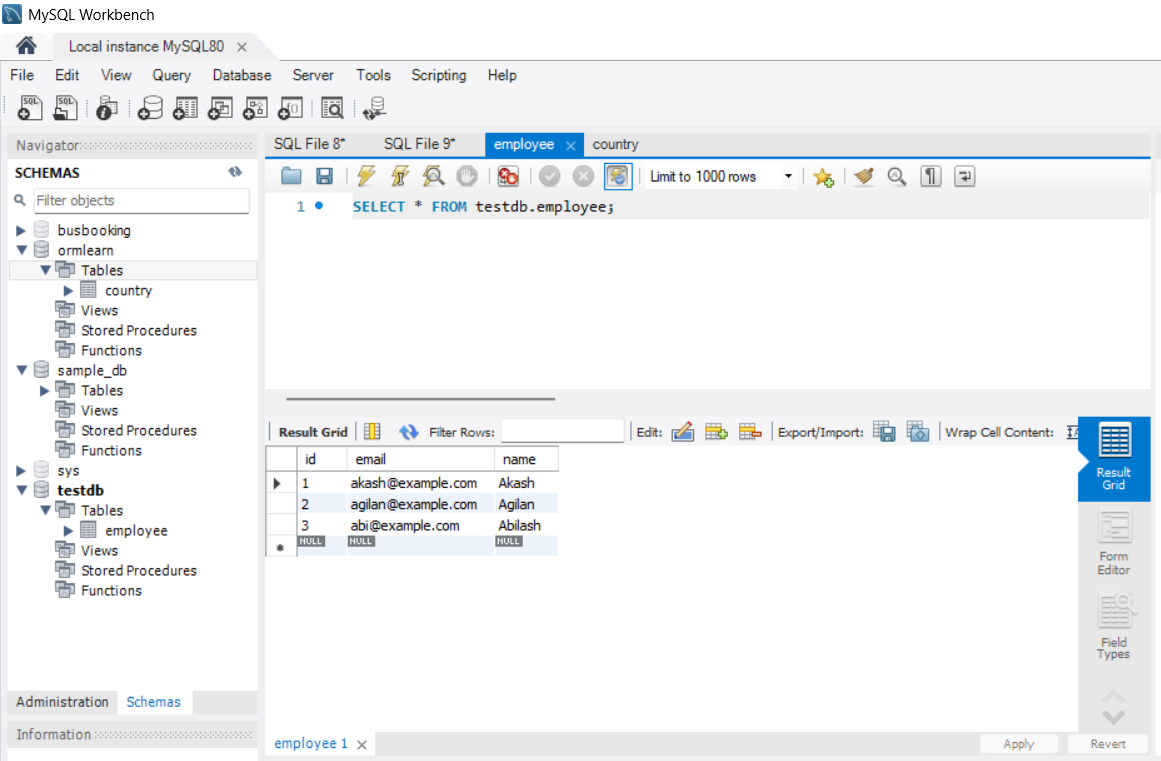 MySQL Workbench
Local instance MySQL80
File Edit View Query Database Server Tools Scripting Help
Navigator
SCHEMAS
Filter objects
busbooking
ormlearn
Tables
country
Views
Stored Procedures
Functions
sample_db
Tables
Views
Stored Procedures
Functions
sys
testdb
Tables
employee
Views
Stored Procedures
Functions
Administration Schemas
Information
SQL File 8* SQL File 9* employee country
Limit to 1000 rows
1 SELECT * FROM testdb.employee;
Result Grid Filter Rows: Edit: Export/Import: Wrap Cell Content:
id email name
1 akash@example.com Akash
2 agilan@example.com Agilan
3 abi@example.com Abilash
NULL NULL NULL
Result
Grid
Form
Editor
Field
Types
employee 1
Apply Revert